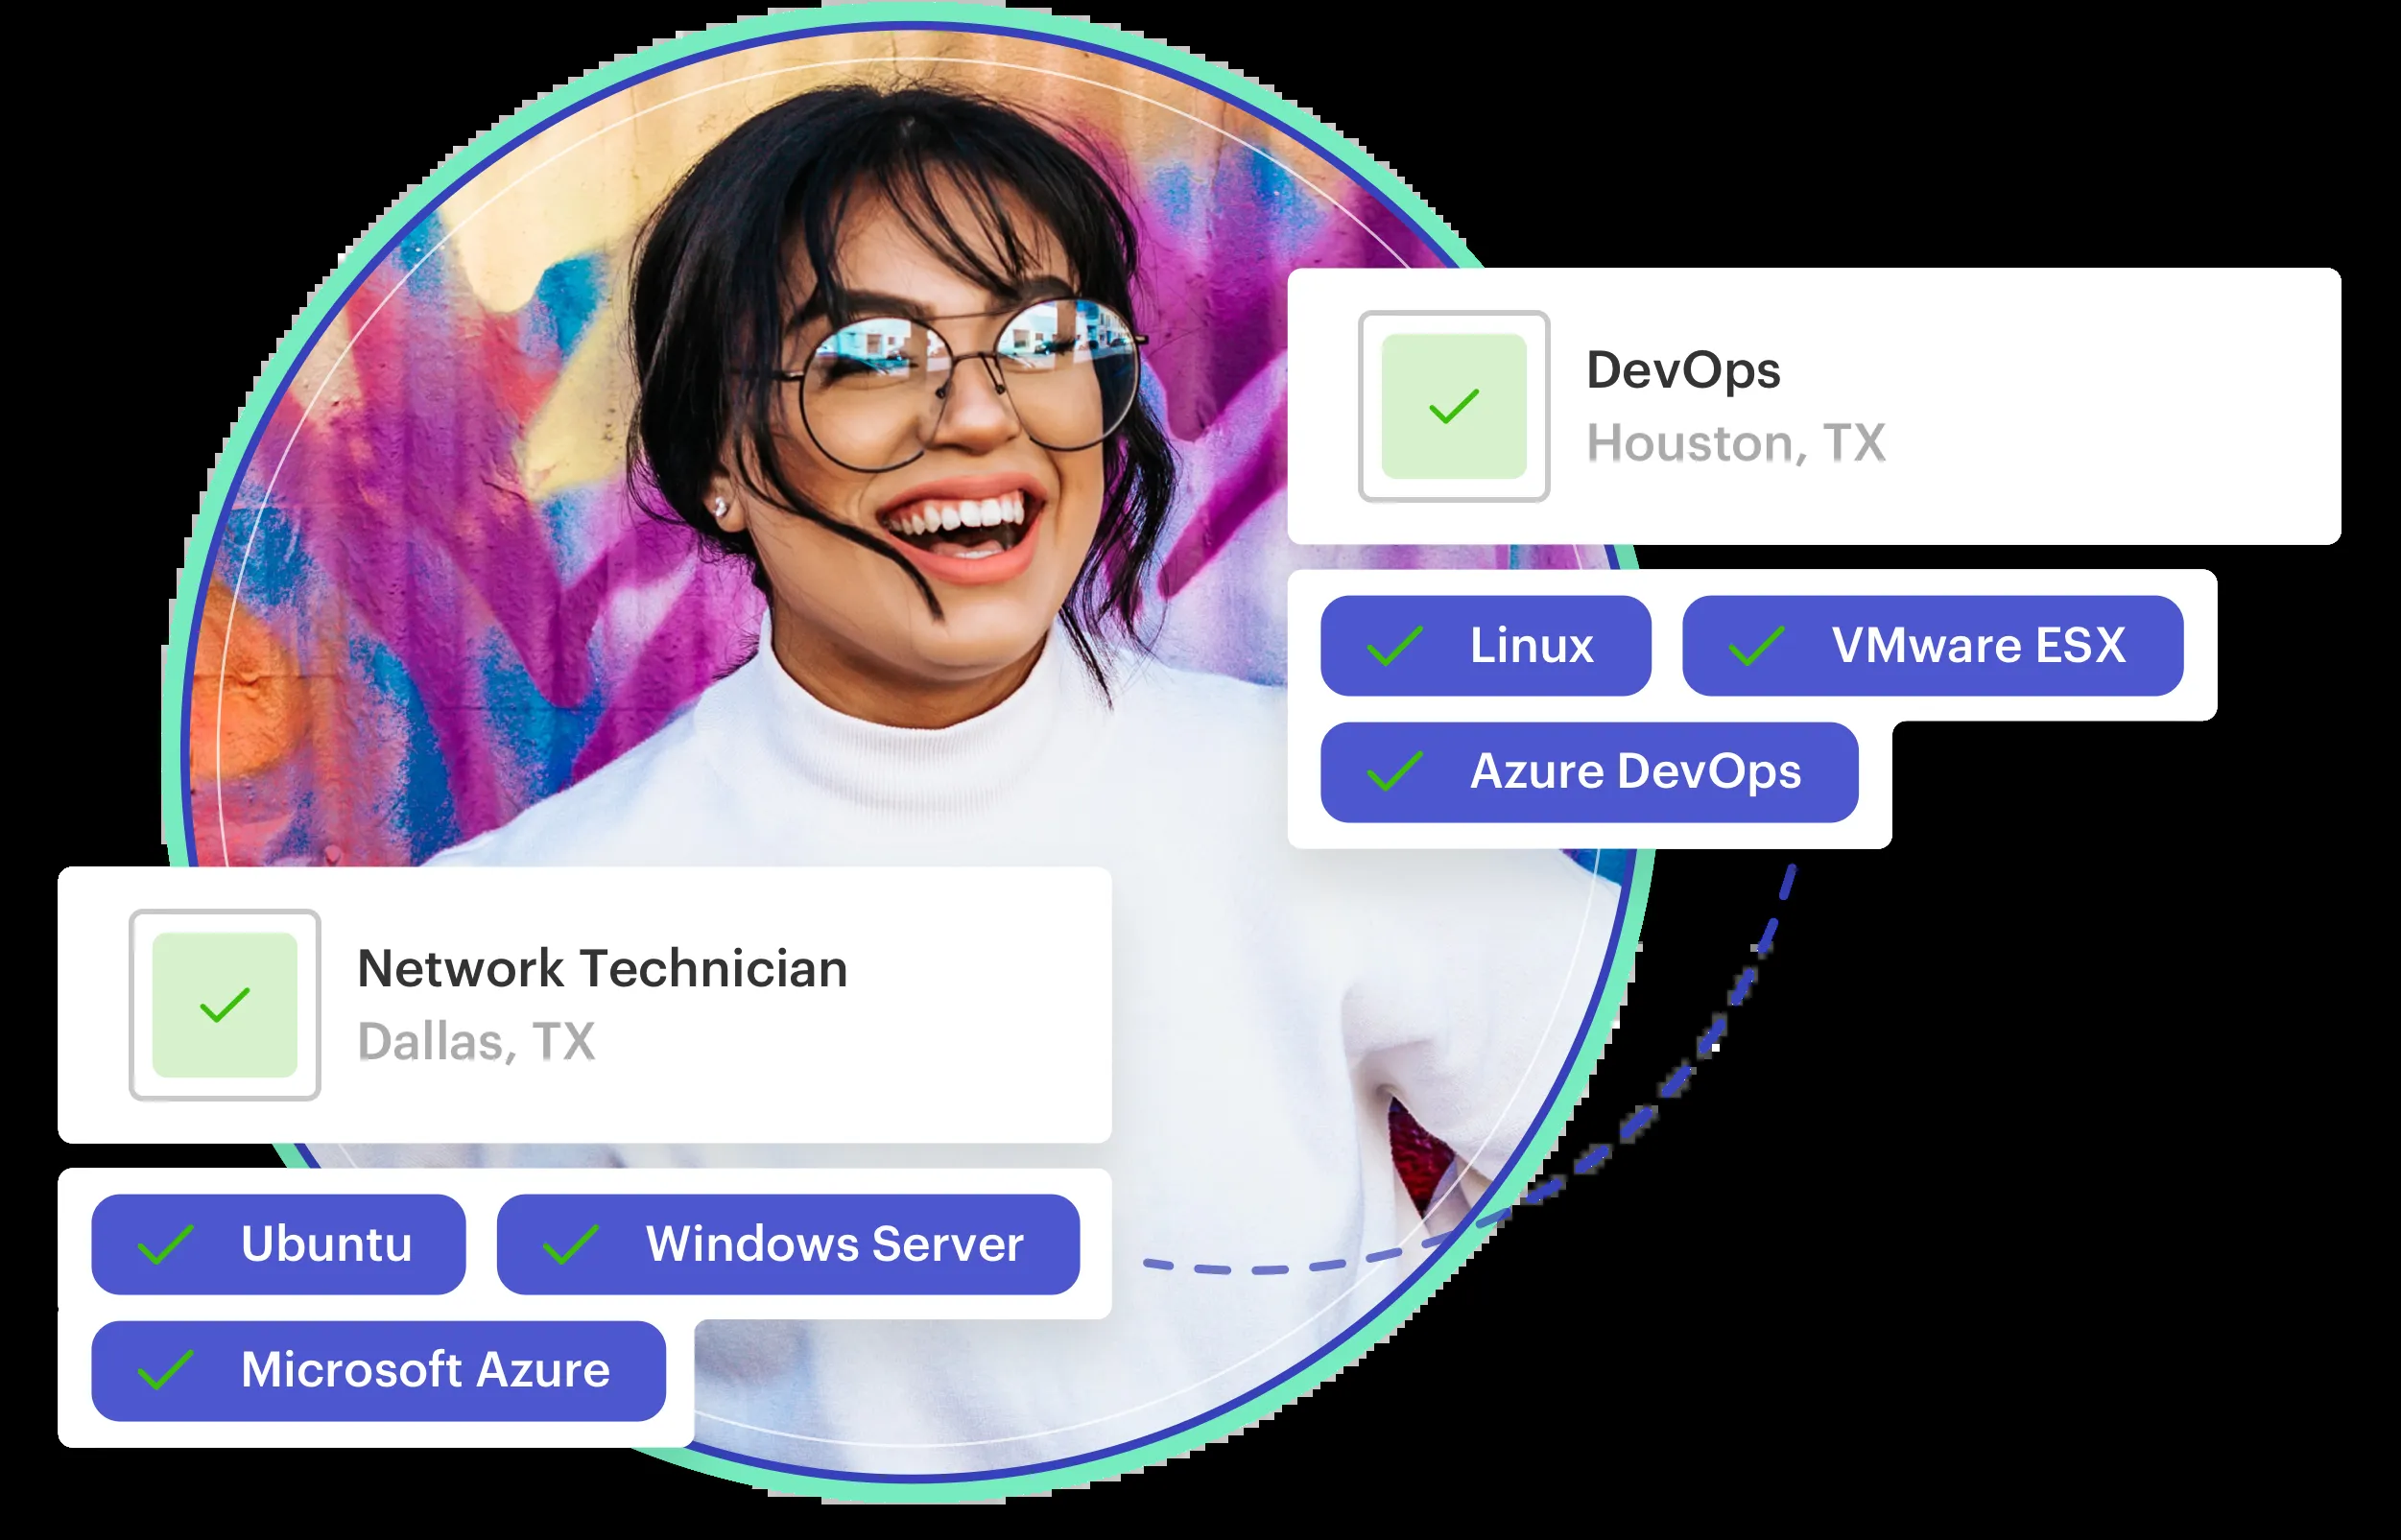 DevOps
Houston, TX
Linux
VMware ESX
Azure DevOps
Network Technician
Dallas, TX
Ubuntu
Windows Server
Microsoft Azure